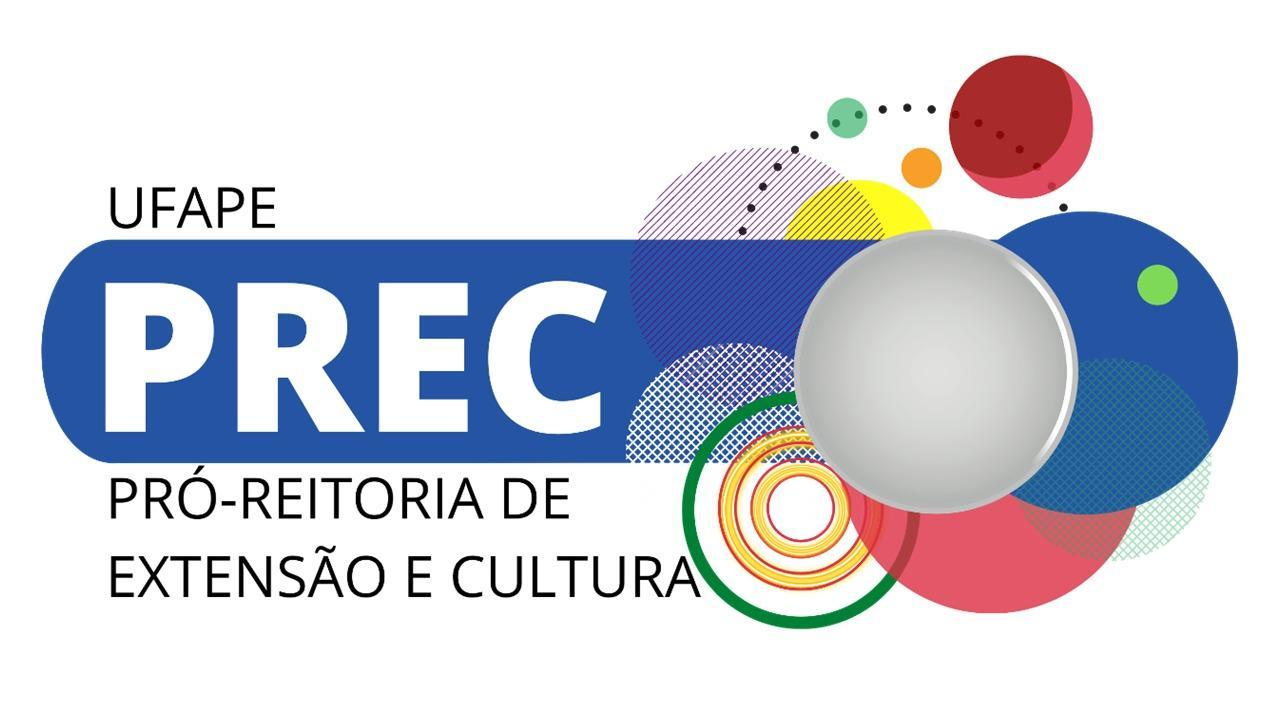 UFAPE
PREC
PRÓ-REITORIA DE
EXTENSÃO E CULTURA